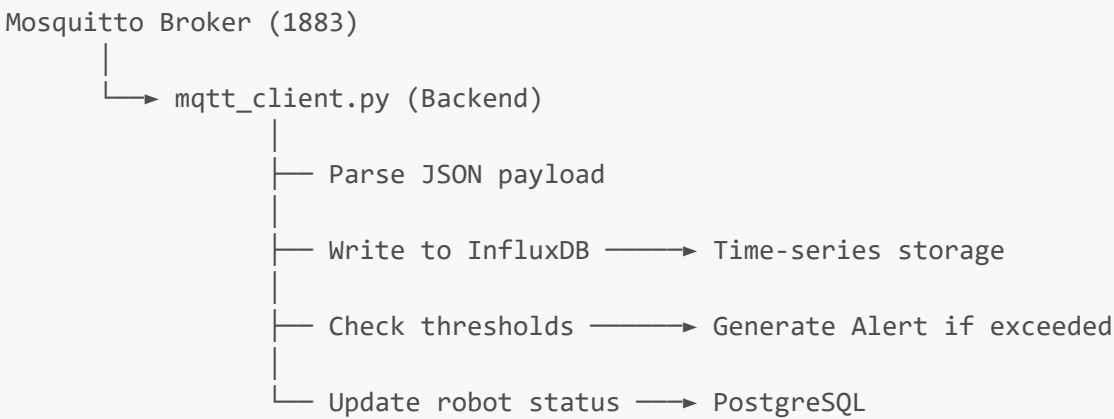 Mosquitto Broker (1883)
mqtt_client.py (Backend)
Parse JSON payload
Write to InfluxDB Time-series storage
Check thresholds Generate Alert if exceeded
Update robot status PostgreSQL